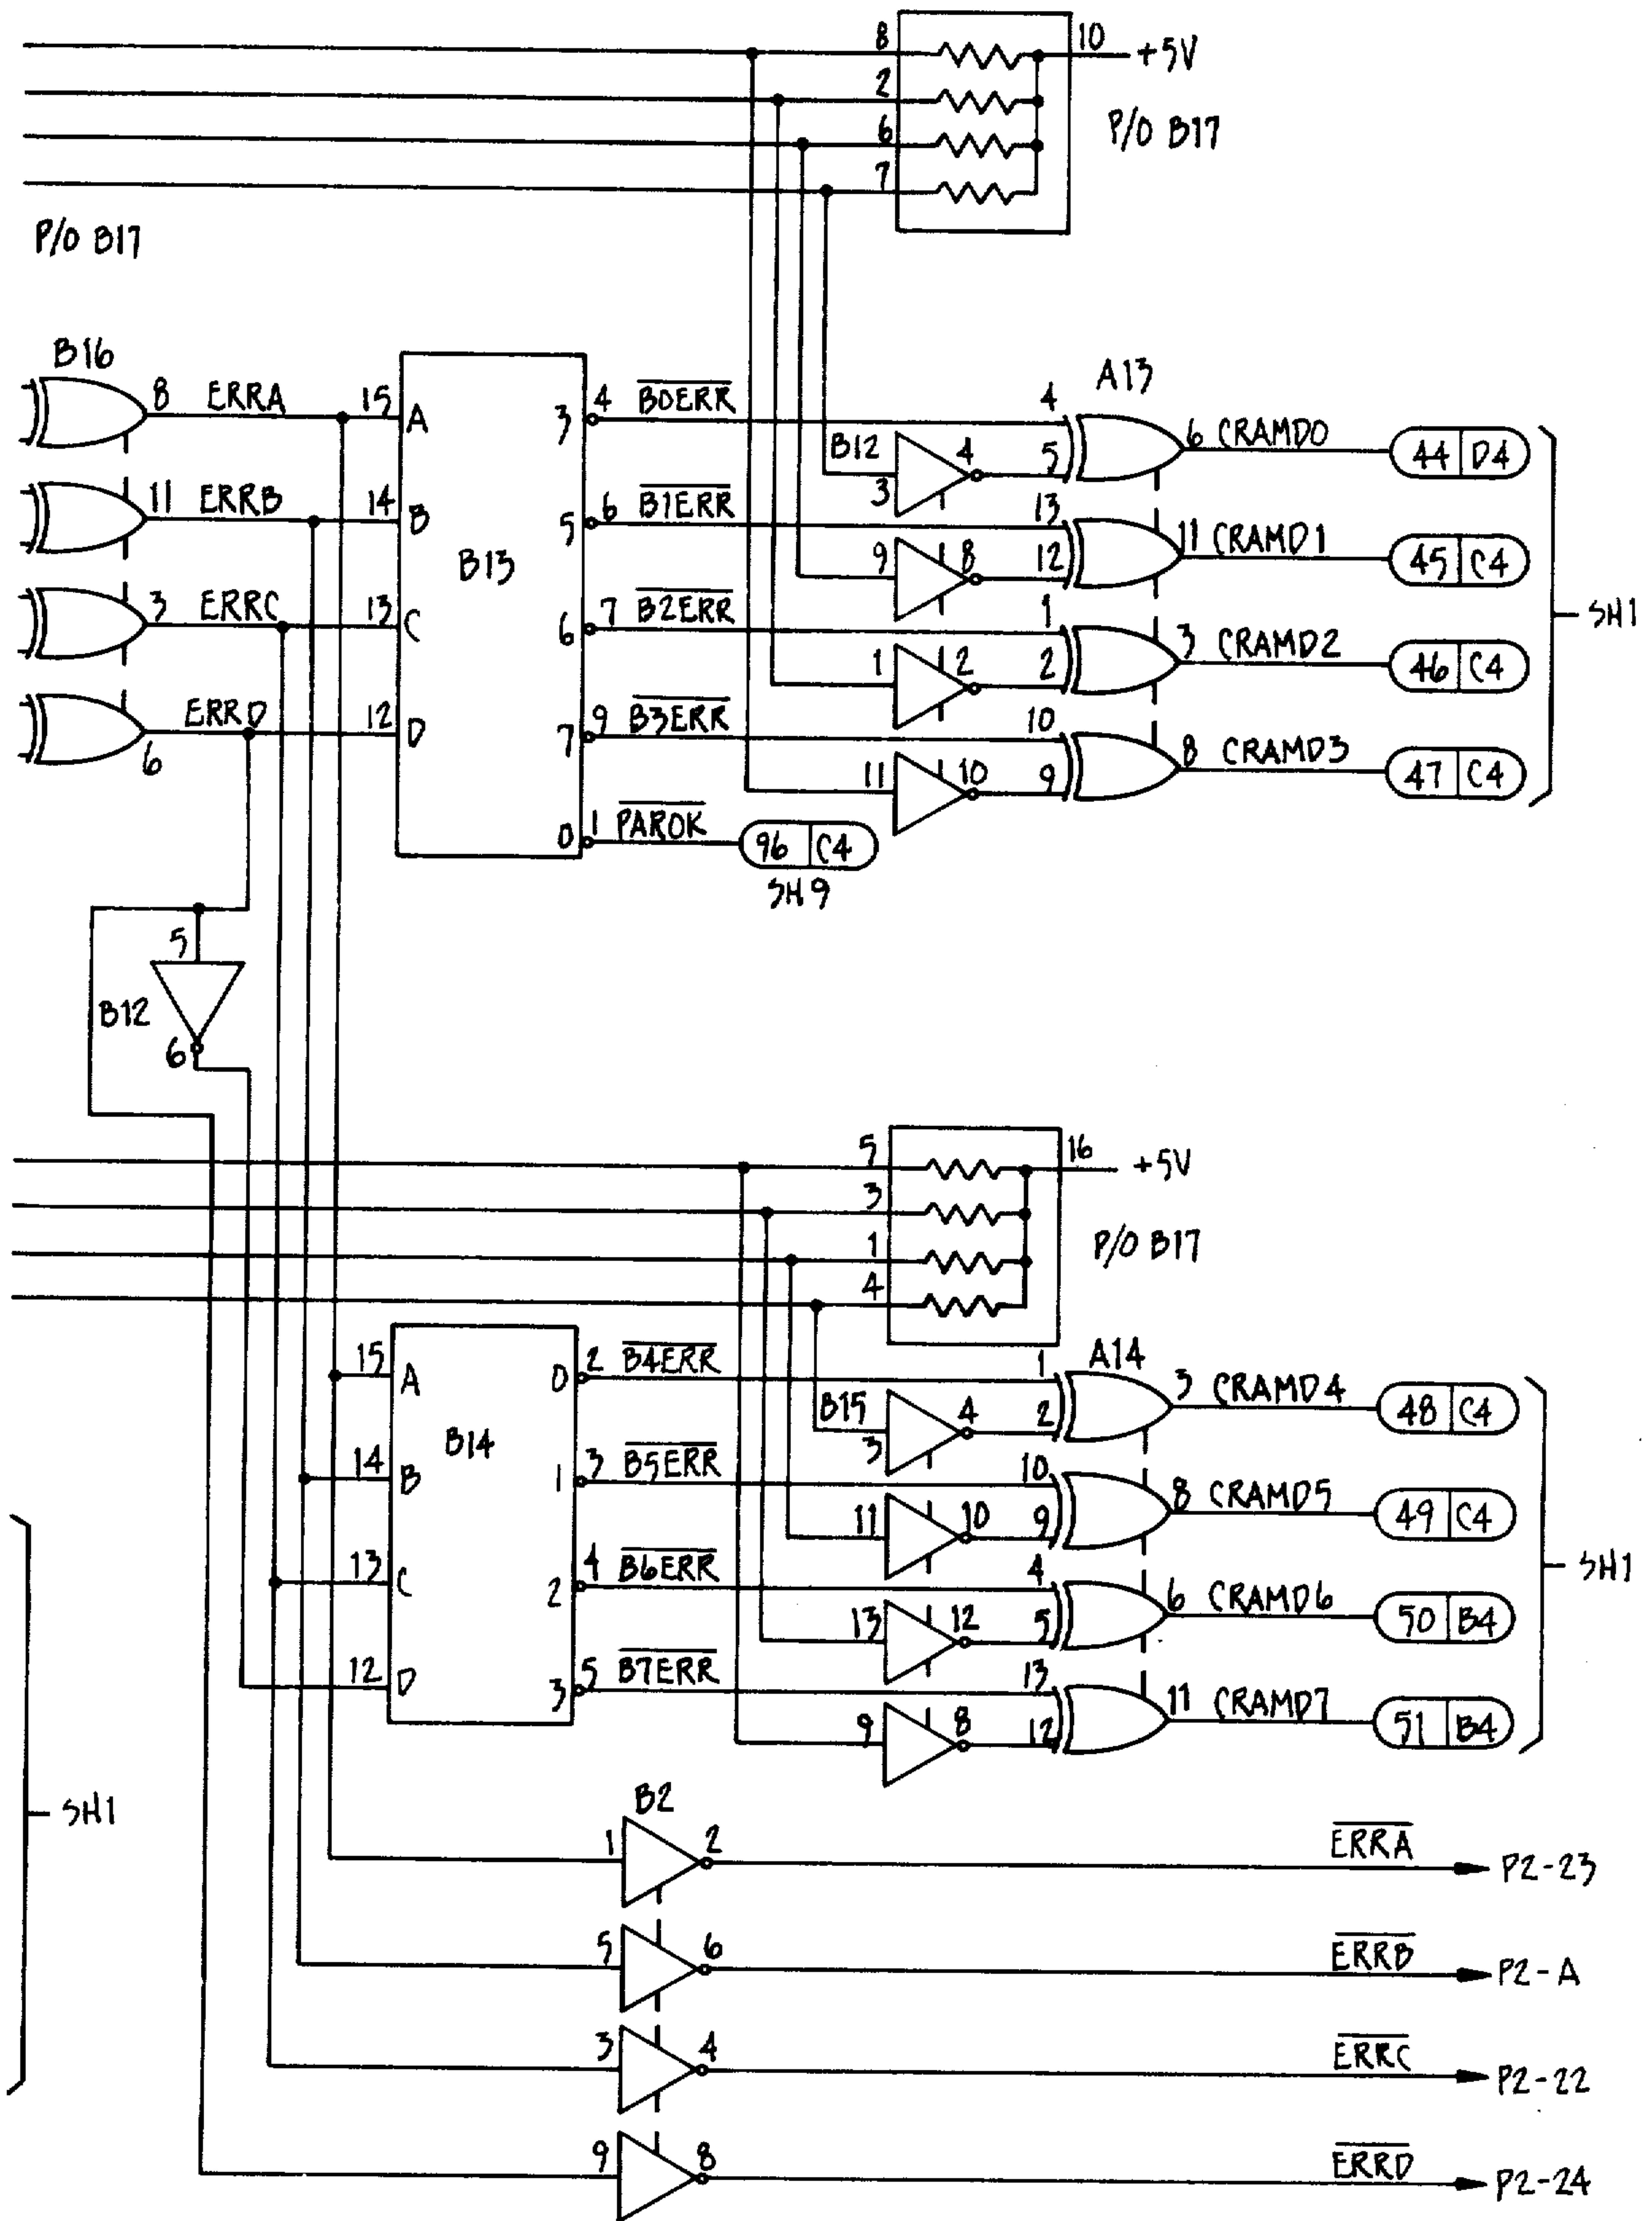 8 10 +5V
2
6 P/O B17
7
P/O B17
B16
8 ERRA 15 A 3 4 B0ERR 4 A13
B12 3 4 5 6 CRAMD0 44 D4
11 ERRB 14 B 5 6 B1ERR 13
9 8 12 11 CRAMD1 45 C4
B13
3 ERRC 13 C 6 7 B2ERR 1
SH1
1 2 2 3 CRAMD2 46 C4
6 ERRD 12 D 7 9 B3ERR 10
11 10 9 8 CRAMD3 47 C4
0 1 PAROK 96 C4
SH9
5
B12
6
5 16 +5V
3
1 P/O B17
4
15 A 0 2 B4ERR 1 A14
B15 3 4 2 3 CRAMD4 48 C4
B14
14 B 1 3 B5ERR 10
11 10 9 8 CRAMD5 49 C4
13 C 2 4 B6ERR 4
SH1
13 12 5 6 CRAMD6 50 B4
12 D 3 5 B7ERR 13
9 8 12 11 CRAMD7 51 B4
SH1
B2
1 2 ERRA P2-23
5 6 ERRB P2-A
3 4 ERRC P2-22
9 8 ERRD P2-24